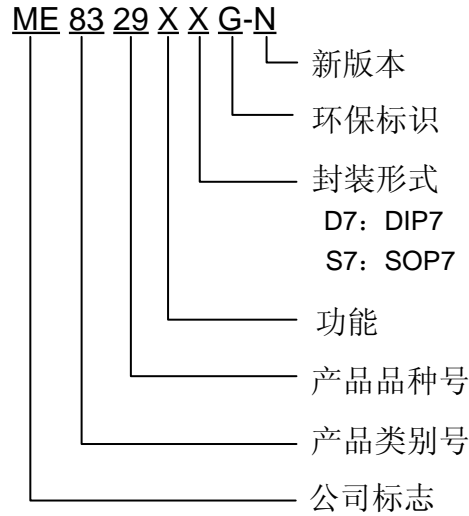 ME 83 29 X X G-N
新版本
环保标识
封装形式
D7：DIP7
S7：SOP7
功能
产品品种号
产品类别号
公司标志